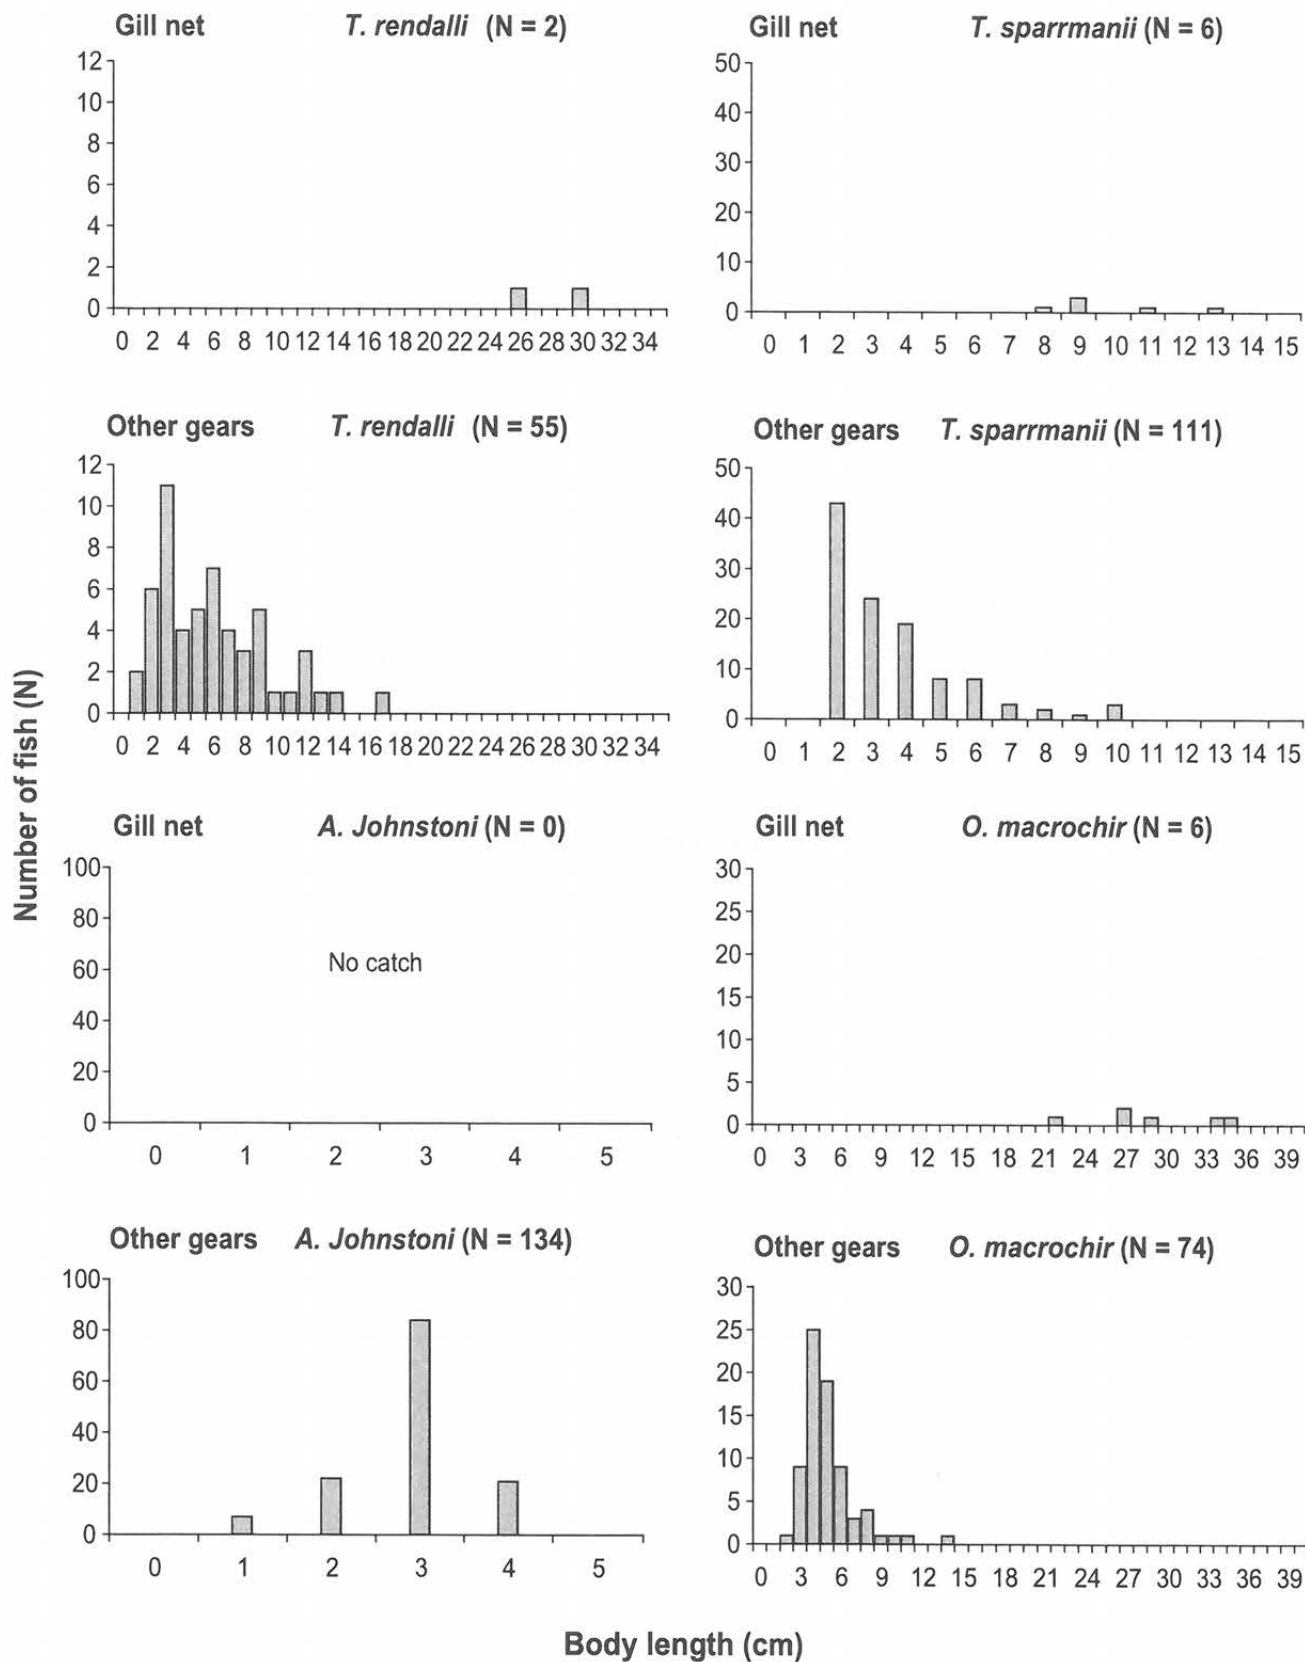 Gill net T. rendalli (N = 2)
12
10
8
6
4
2
0
0 2 4 6 8 10 12 14 16 18 20 22 24 26 28 30 32 34
Gill net T. sparrmanii (N = 6)
50
40
30
20
10
0
0 1 2 3 4 5 6 7 8 9 10 11 12 13 14 15
Other gears T. rendalli (N = 55)
12
10
8
6
4
2
0
0 2 4 6 8 10 12 14 16 18 20 22 24 26 28 30 32 34
Other gears T. sparrmanii (N = 111)
50
40
30
20
10
0
0 1 2 3 4 5 6 7 8 9 10 11 12 13 14 15
Number of fish (N)
Gill net A. Johnstoni (N = 0)
100
80
60
40
20
0
No catch
0 1 2 3 4 5
Gill net O. macrochir (N = 6)
30
25
20
15
10
5
0
0 3 6 9 12 15 18 21 24 27 30 33 36 39
Other gears A. Johnstoni (N = 134)
100
80
60
40
20
0
0 1 2 3 4 5
Other gears O. macrochir (N = 74)
30
25
20
15
10
5
0
0 3 6 9 12 15 18 21 24 27 30 33 36 39
Body length (cm)